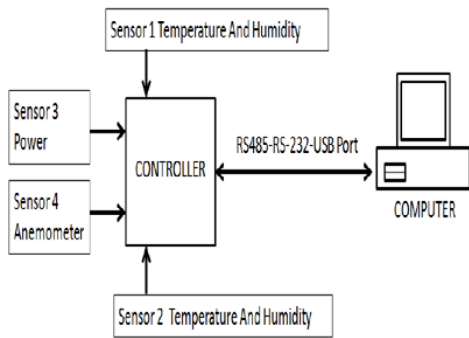 Sensor 1 Temperature And Humidity
Sensor 3
Power
CONTROLLER
RS485-RS-232-USB Port
Sensor 4
Anemometer
COMPUTER
Sensor 2 Temperature And Humidity